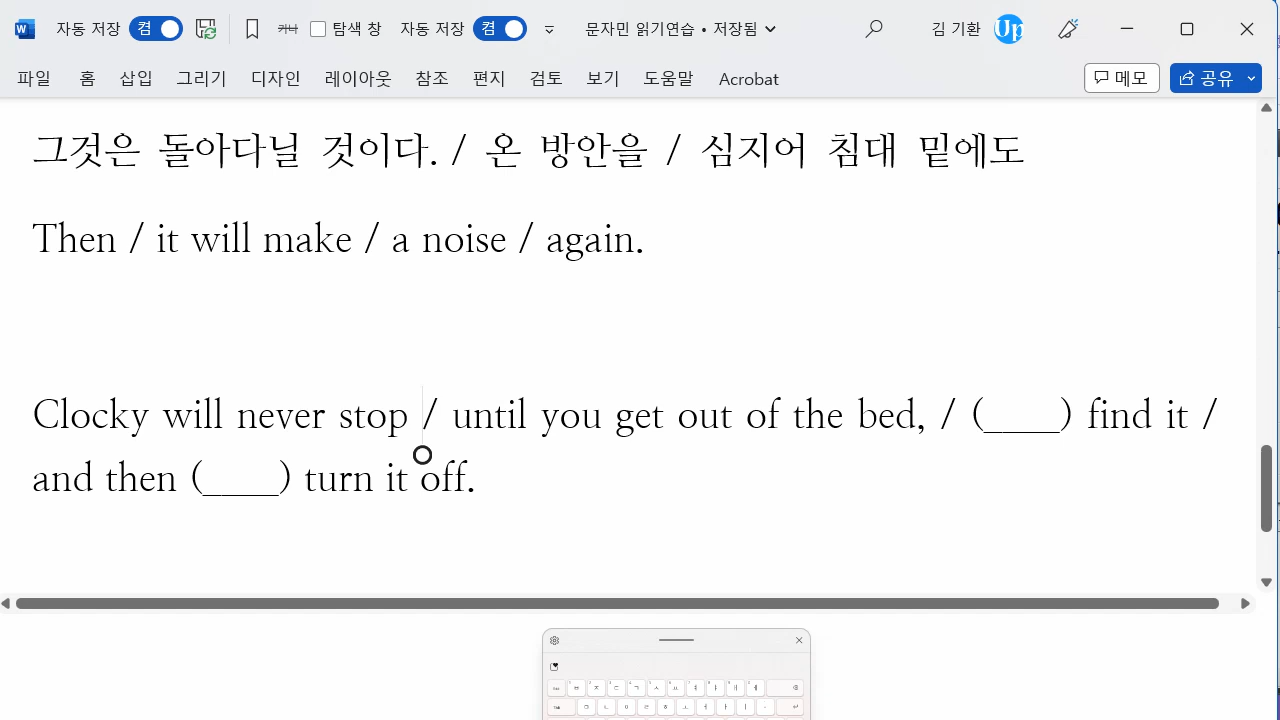 자동 저장 켬 가나 탐색 창 자동 저장 켬 문자민 읽기연습 • 저장됨 김 기환 Up
파일 홈 삽입 그리기 디자인 레이아웃 참조 편지 검토 보기 도움말 Acrobat 메모 공유
그것은 돌아다닐 것이다. / 온 방안을 / 심지어 침대 밑에도
Then / it will make / a noise / again.
Clocky will never stop / until you get out of the bed, / (____) find it /
and then (____) turn it off.